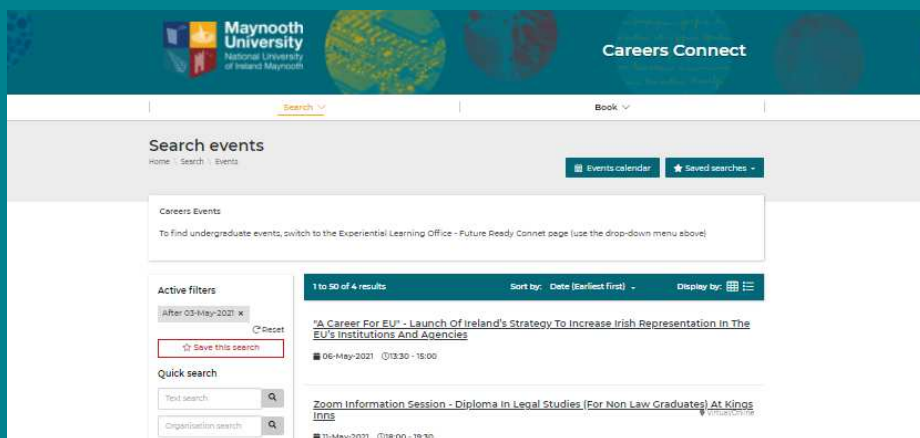 Maynooth
University
National University
of Ireland Maynooth
Careers Connect
Search
Book
Search events
Home \ Search \ Events
Events calendar
Saved searches
Careers Events
To find undergraduate events, switch to the Experiential Learning Office - Future Ready Connet page (use the drop-down menu above)
Active filters
After 03-May-2021 ×
Reset
Save this search
Quick search
Text search
Organisation search
1 to 50 of 4 results
Sort by: Date (Earliest first)
Display by:
"A Career For EU" - Launch Of Ireland's Strategy To Increase Irish Representation In The
EU's Institutions And Agencies
06-May-2021 13:30 - 15:00
Zoom Information Session - Diploma In Legal Studies (For Non Law Graduates) At Kings
Inns
Virtual/Online
11-May-2021 18:00 - 19:30